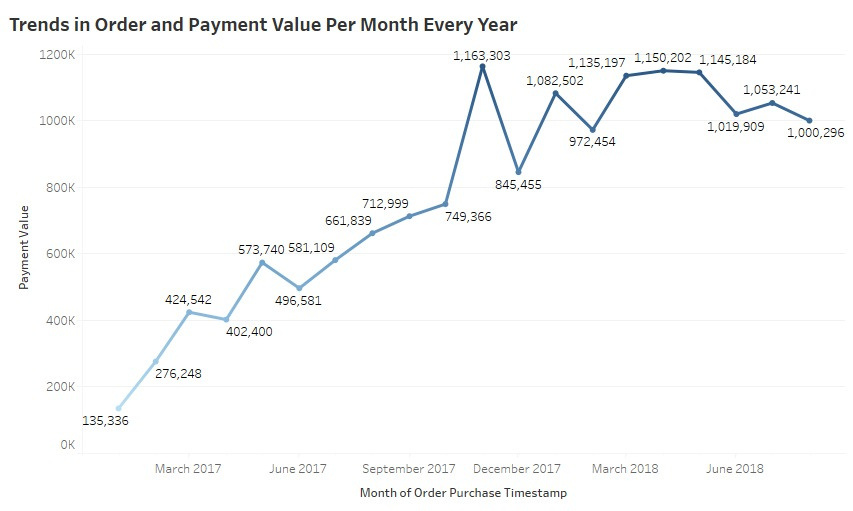 Trends in Order and Payment Value Per Month Every Year
1200K
1000K
800K
600K
400K
200K
0K
Payment Value
135,336
276,248
424,542
402,400
573,740
496,581
581,109
661,839
712,999
749,366
1,163,303
845,455
1,082,502
972,454
1,135,197
1,150,202
1,145,184
1,019,909
1,053,241
1,000,296
March 2017
June 2017
September 2017
December 2017
March 2018
June 2018
Month of Order Purchase Timestamp